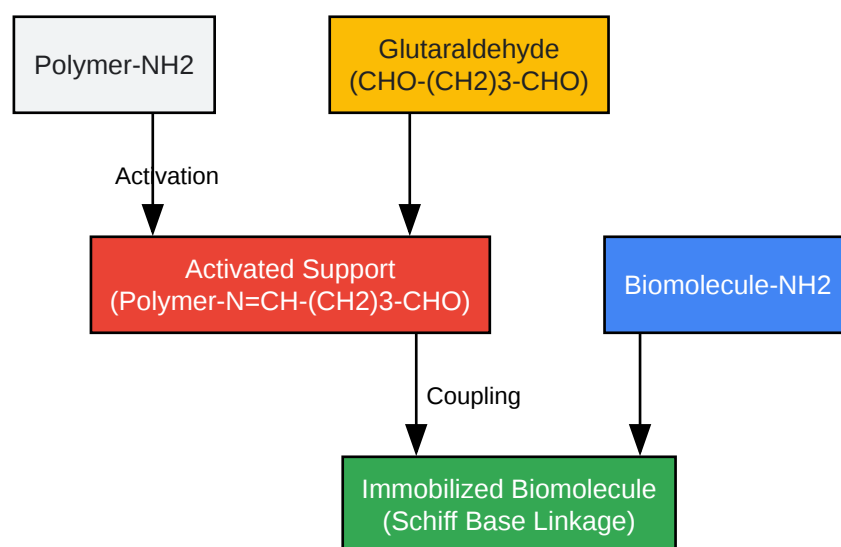 Polymer-NH2
Glutaraldehyde
(CHO-(CH2)3-CHO)
Activation
Activated Support
(Polymer-N=CH-(CH2)3-CHO)
Biomolecule-NH2
Coupling
Immobilized Biomolecule
(Schiff Base Linkage)